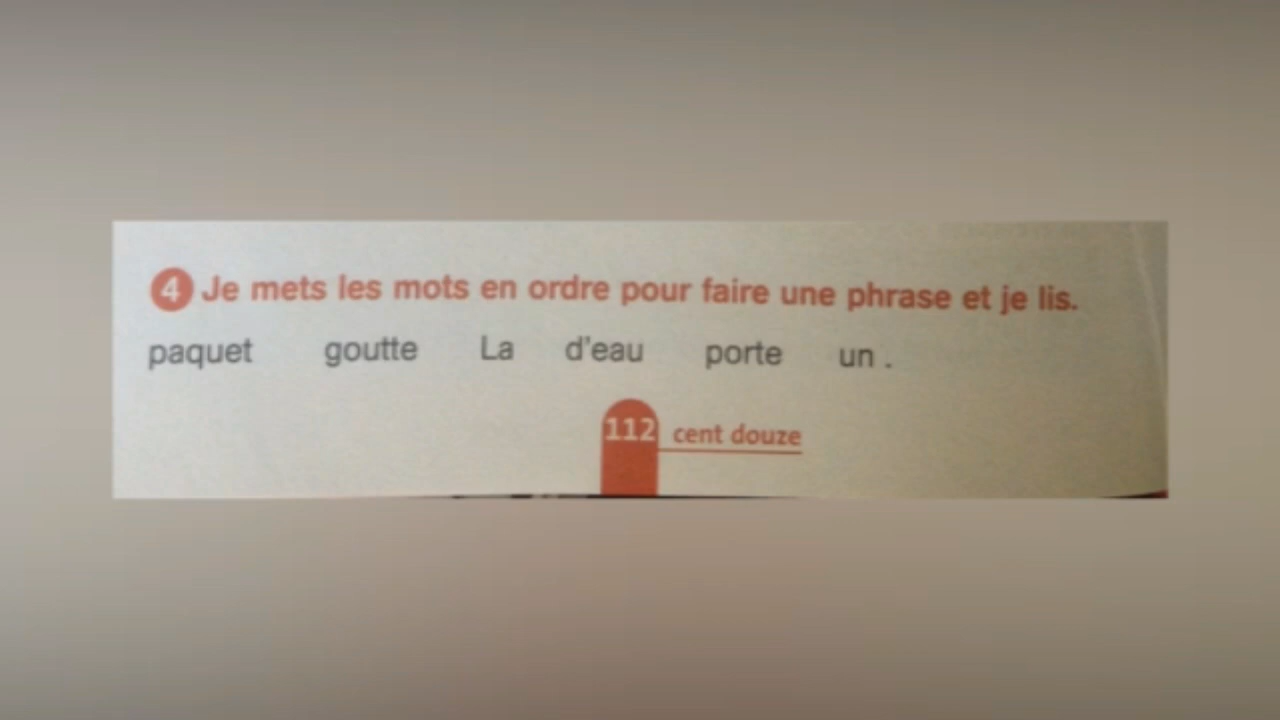 4 Je mets les mots en ordre pour faire une phrase et je lis.
paquet goutte La d'eau porte un .
112 cent douze